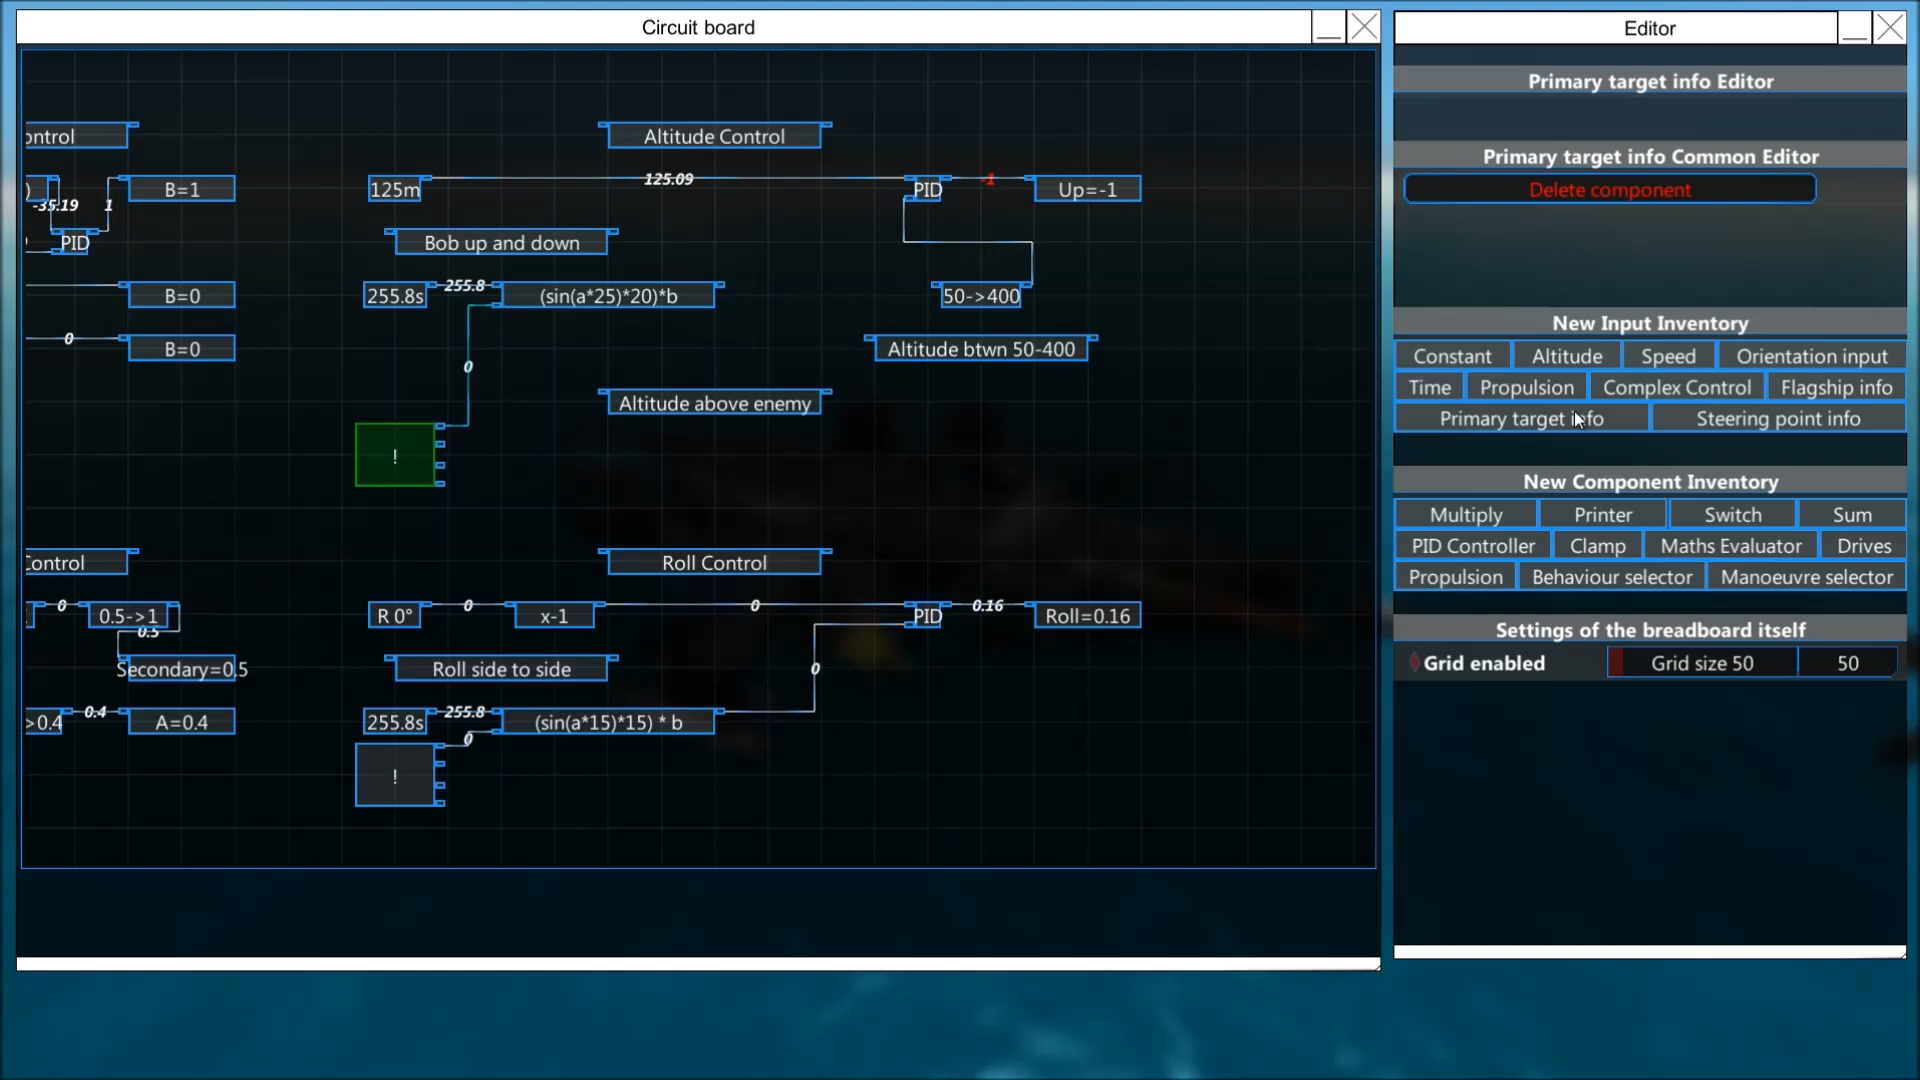 Circuit board
ontrol
Altitude Control
)
-35.19
1
B=1
125m
125.09
PID
-1
Up=-1
PID
Bob up and down
B=0
255.8s
255.8
(sin(a*25)*20)*b
50->400
0
B=0
0
Altitude btwn 50-400
Altitude above enemy
!
Control
Roll Control
0
0.5->1
0.5
R 0°
0
x-1
0
PID
0.16
Roll=0.16
Secondary=0.5
Roll side to side
0
>0.4
0.4
A=0.4
255.8s
255.8
(sin(a*15)*15) * b
0
!
Editor
Primary target info Editor
Primary target info Common Editor
Delete component
New Input Inventory
Constant Altitude Speed Orientation input
Time Propulsion Complex Control Flagship info
Primary target info Steering point info
New Component Inventory
Multiply Printer Switch Sum
PID Controller Clamp Maths Evaluator Drives
Propulsion Behaviour selector Manoeuvre selector
Settings of the breadboard itself
Grid enabled Grid size 50 50